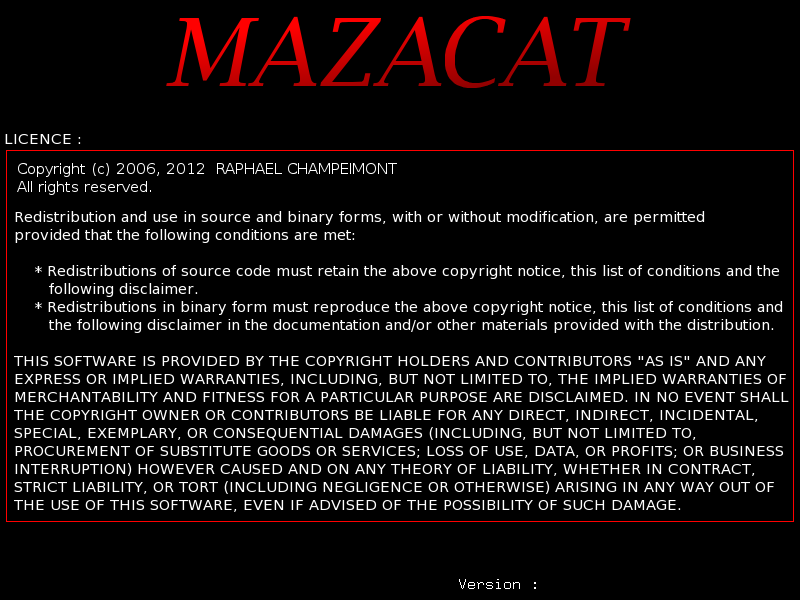 MAZACAT
LICENCE :
Copyright (c) 2006, 2012  RAPHAEL CHAMPEIMONT
All rights reserved.
Redistribution and use in source and binary forms, with or without modification, are permitted
provided that the following conditions are met:
* Redistributions of source code must retain the above copyright notice, this list of conditions and the
following disclaimer.
* Redistributions in binary form must reproduce the above copyright notice, this list of conditions and
the following disclaimer in the documentation and/or other materials provided with the distribution.
THIS SOFTWARE IS PROVIDED BY THE COPYRIGHT HOLDERS AND CONTRIBUTORS "AS IS" AND ANY
EXPRESS OR IMPLIED WARRANTIES, INCLUDING, BUT NOT LIMITED TO, THE IMPLIED WARRANTIES OF
MERCHANTABILITY AND FITNESS FOR A PARTICULAR PURPOSE ARE DISCLAIMED. IN NO EVENT SHALL
THE COPYRIGHT OWNER OR CONTRIBUTORS BE LIABLE FOR ANY DIRECT, INDIRECT, INCIDENTAL,
SPECIAL, EXEMPLARY, OR CONSEQUENTIAL DAMAGES (INCLUDING, BUT NOT LIMITED TO,
PROCUREMENT OF SUBSTITUTE GOODS OR SERVICES; LOSS OF USE, DATA, OR PROFITS; OR BUSINESS
INTERRUPTION) HOWEVER CAUSED AND ON ANY THEORY OF LIABILITY, WHETHER IN CONTRACT,
STRICT LIABILITY, OR TORT (INCLUDING NEGLIGENCE OR OTHERWISE) ARISING IN ANY WAY OUT OF
THE USE OF THIS SOFTWARE, EVEN IF ADVISED OF THE POSSIBILITY OF SUCH DAMAGE.
Version :